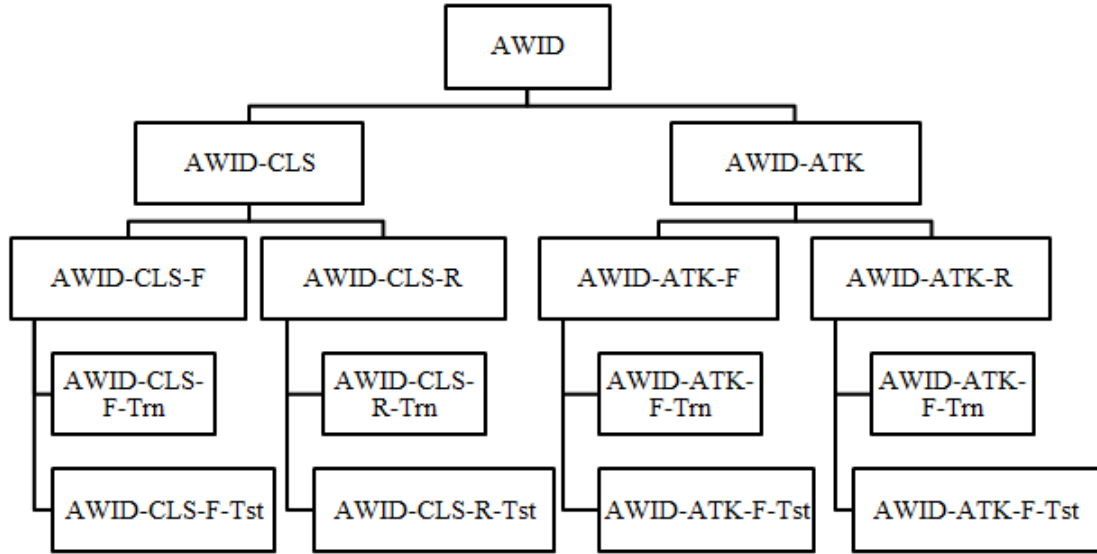 AWID
AWID-CLS
AWID-ATK
AWID-CLS-F
AWID-CLS-R
AWID-ATK-F
AWID-ATK-R
AWID-CLS-
F-Trn
AWID-CLS-
R-Trn
AWID-ATK-
F-Trn
AWID-ATK-
F-Trn
AWID-CLS-F-Tst
AWID-CLS-R-Tst
AWID-ATK-F-Tst
AWID-ATK-F-Tst